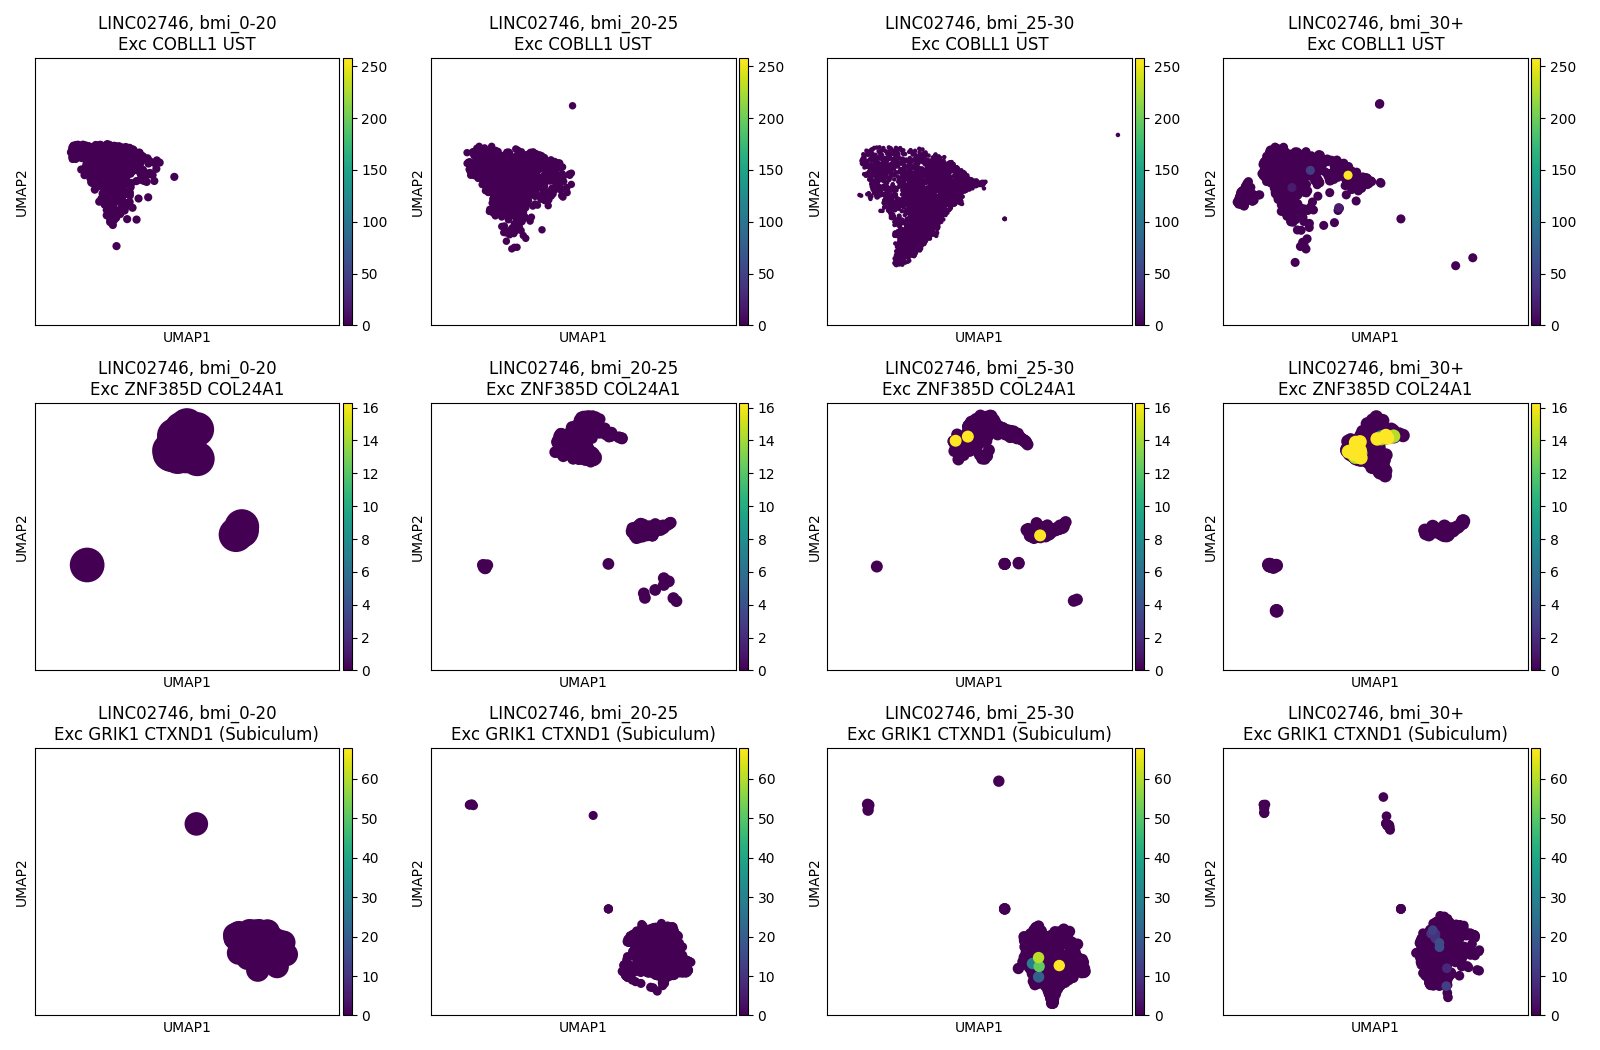 LINC02746, bmi_0-20
Exc COBLL1 UST
LINC02746, bmi_20-25
Exc COBLL1 UST
LINC02746, bmi_25-30
Exc COBLL1 UST
LINC02746, bmi_30+
Exc COBLL1 UST
UMAP2
UMAP1
250
200
150
100
50
0
UMAP2
UMAP1
250
200
150
100
50
0
UMAP2
UMAP1
250
200
150
100
50
0
UMAP2
UMAP1
250
200
150
100
50
0
LINC02746, bmi_0-20
Exc ZNF385D COL24A1
LINC02746, bmi_20-25
Exc ZNF385D COL24A1
LINC02746, bmi_25-30
Exc ZNF385D COL24A1
LINC02746, bmi_30+
Exc ZNF385D COL24A1
UMAP2
UMAP1
16
14
12
10
8
6
4
2
0
UMAP2
UMAP1
16
14
12
10
8
6
4
2
0
UMAP2
UMAP1
16
14
12
10
8
6
4
2
0
UMAP2
UMAP1
16
14
12
10
8
6
4
2
0
LINC02746, bmi_0-20
Exc GRIK1 CTXND1 (Subiculum)
LINC02746, bmi_20-25
Exc GRIK1 CTXND1 (Subiculum)
LINC02746, bmi_25-30
Exc GRIK1 CTXND1 (Subiculum)
LINC02746, bmi_30+
Exc GRIK1 CTXND1 (Subiculum)
UMAP2
UMAP1
60
50
40
30
20
10
0
UMAP2
UMAP1
60
50
40
30
20
10
0
UMAP2
UMAP1
60
50
40
30
20
10
0
UMAP2
UMAP1
60
50
40
30
20
10
0